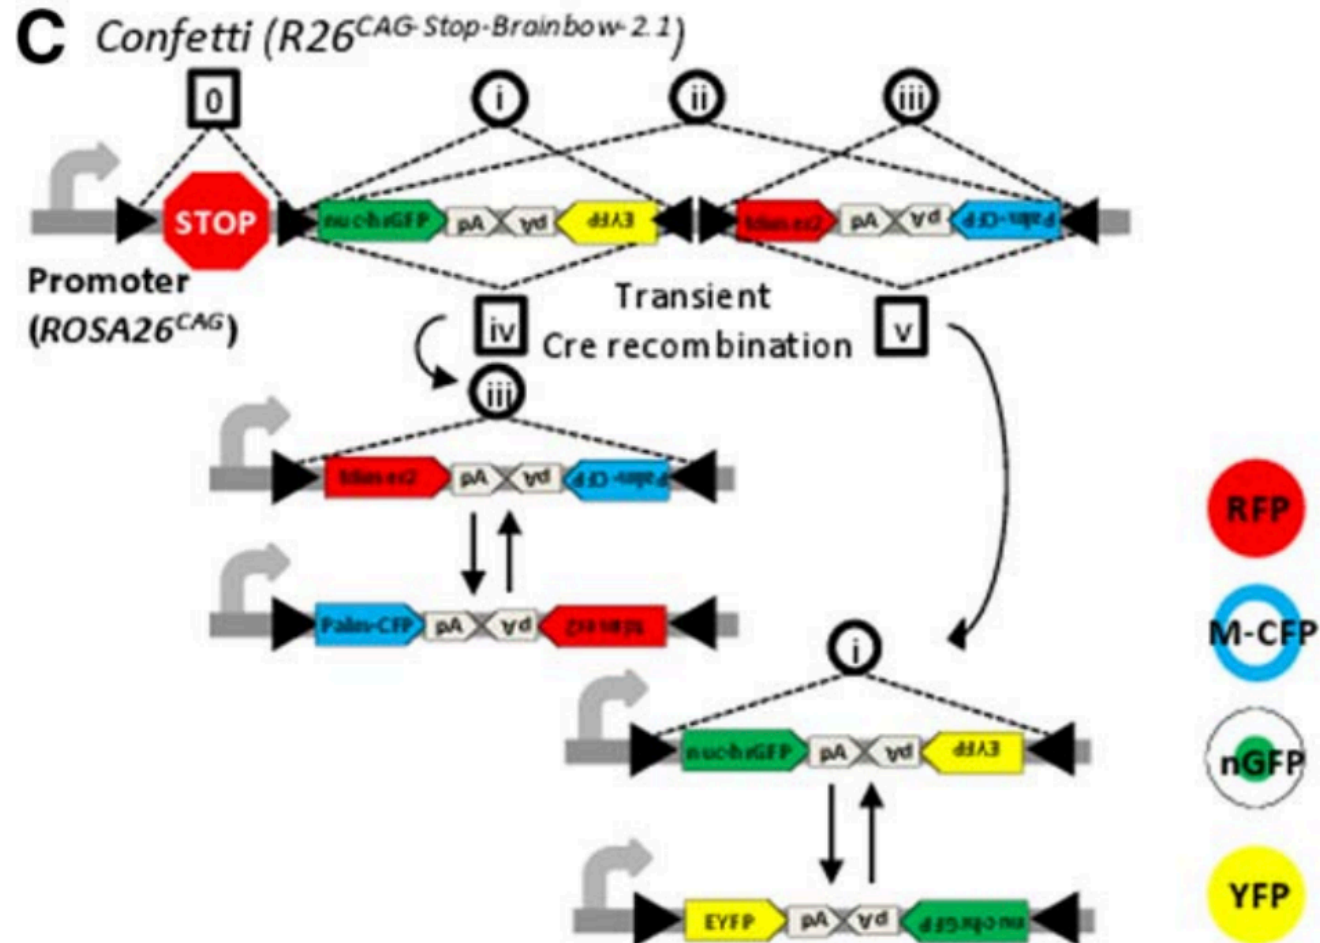 C Confetti (R26CAG-Stop-Brainbow-2.1)
0 i ii iii
STOP nuc-hrGFP pA pA EYFP tdimer2 pA pA Palm-CFP
Promoter
(ROSA26CAG)
Transient
Cre recombination
iv v
iii
tdimer2 pA pA Palm-CFP
Palm-CFP pA pA tdimer2
i
nuc-hrGFP pA pA EYFP
EYFP pA pA nuc-hrGFP
RFP
M-CFP
nGFP
YFP